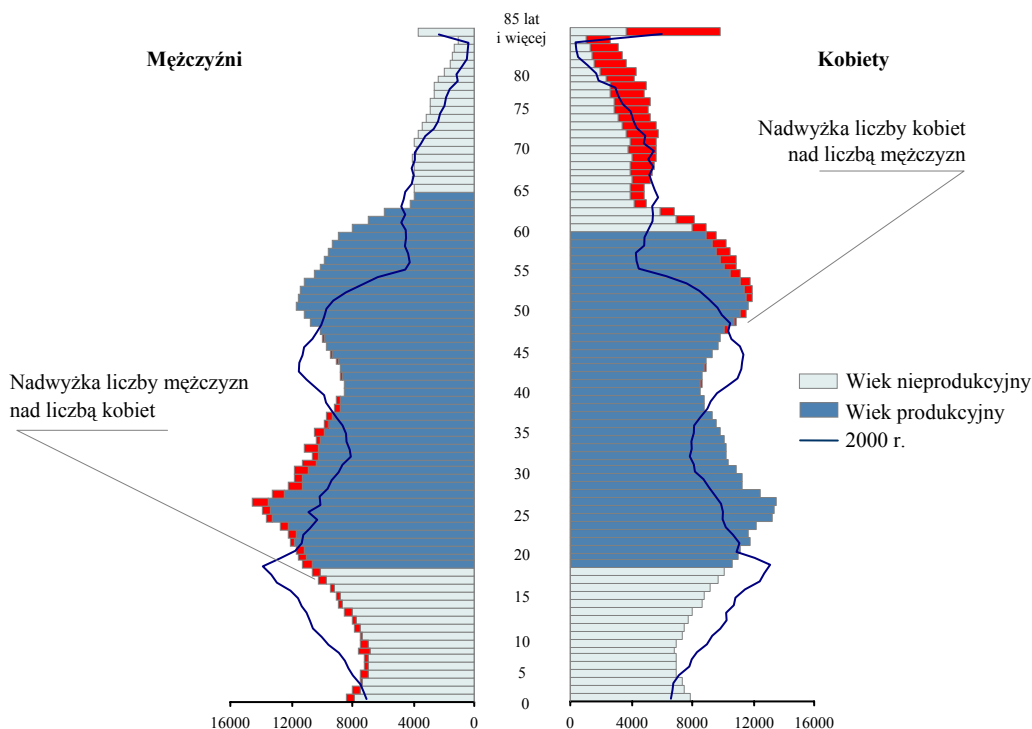 85 lat
i więcej
Mężczyźni
Kobiety
80
75
70
65
60
55
50
45
40
35
30
25
20
15
10
5
0
Nadwyżka liczby kobiet
nad liczbą mężczyzn
Nadwyżka liczby mężczyzn
nad liczbą kobiet
Wiek nieprodukcyjny
Wiek produkcyjny
2000 r.
16000 12000 8000 4000 0
0 4000 8000 12000 16000